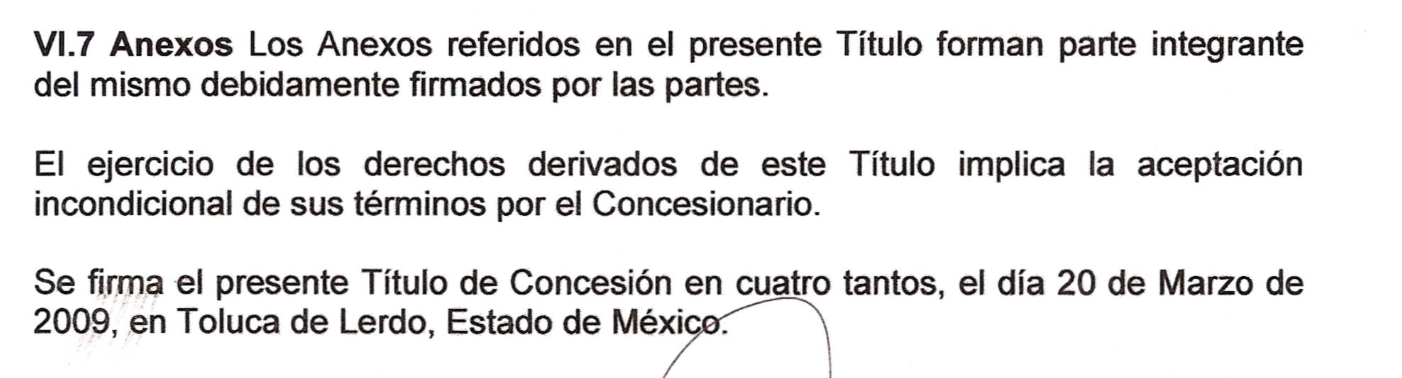 VI.7 Anexos Los Anexos referidos en el presente Título forman parte integrante
del mismo debidamente firmados por las partes.
El ejercicio de los derechos derivados de este Título implica la aceptación
incondicional de sus términos por el Concesionario.
Se firma el presente Título de Concesión en cuatro tantos, el día 20 de Marzo de
2009, en Toluca de Lerdo, Estado de México.